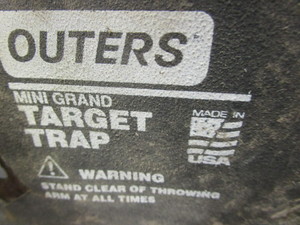 OUTERS®
MINI GRAND
TARGET
TRAP
MADE IN
USA
WARNING
STAND CLEAR OF THROWING
ARM AT ALL TIMES